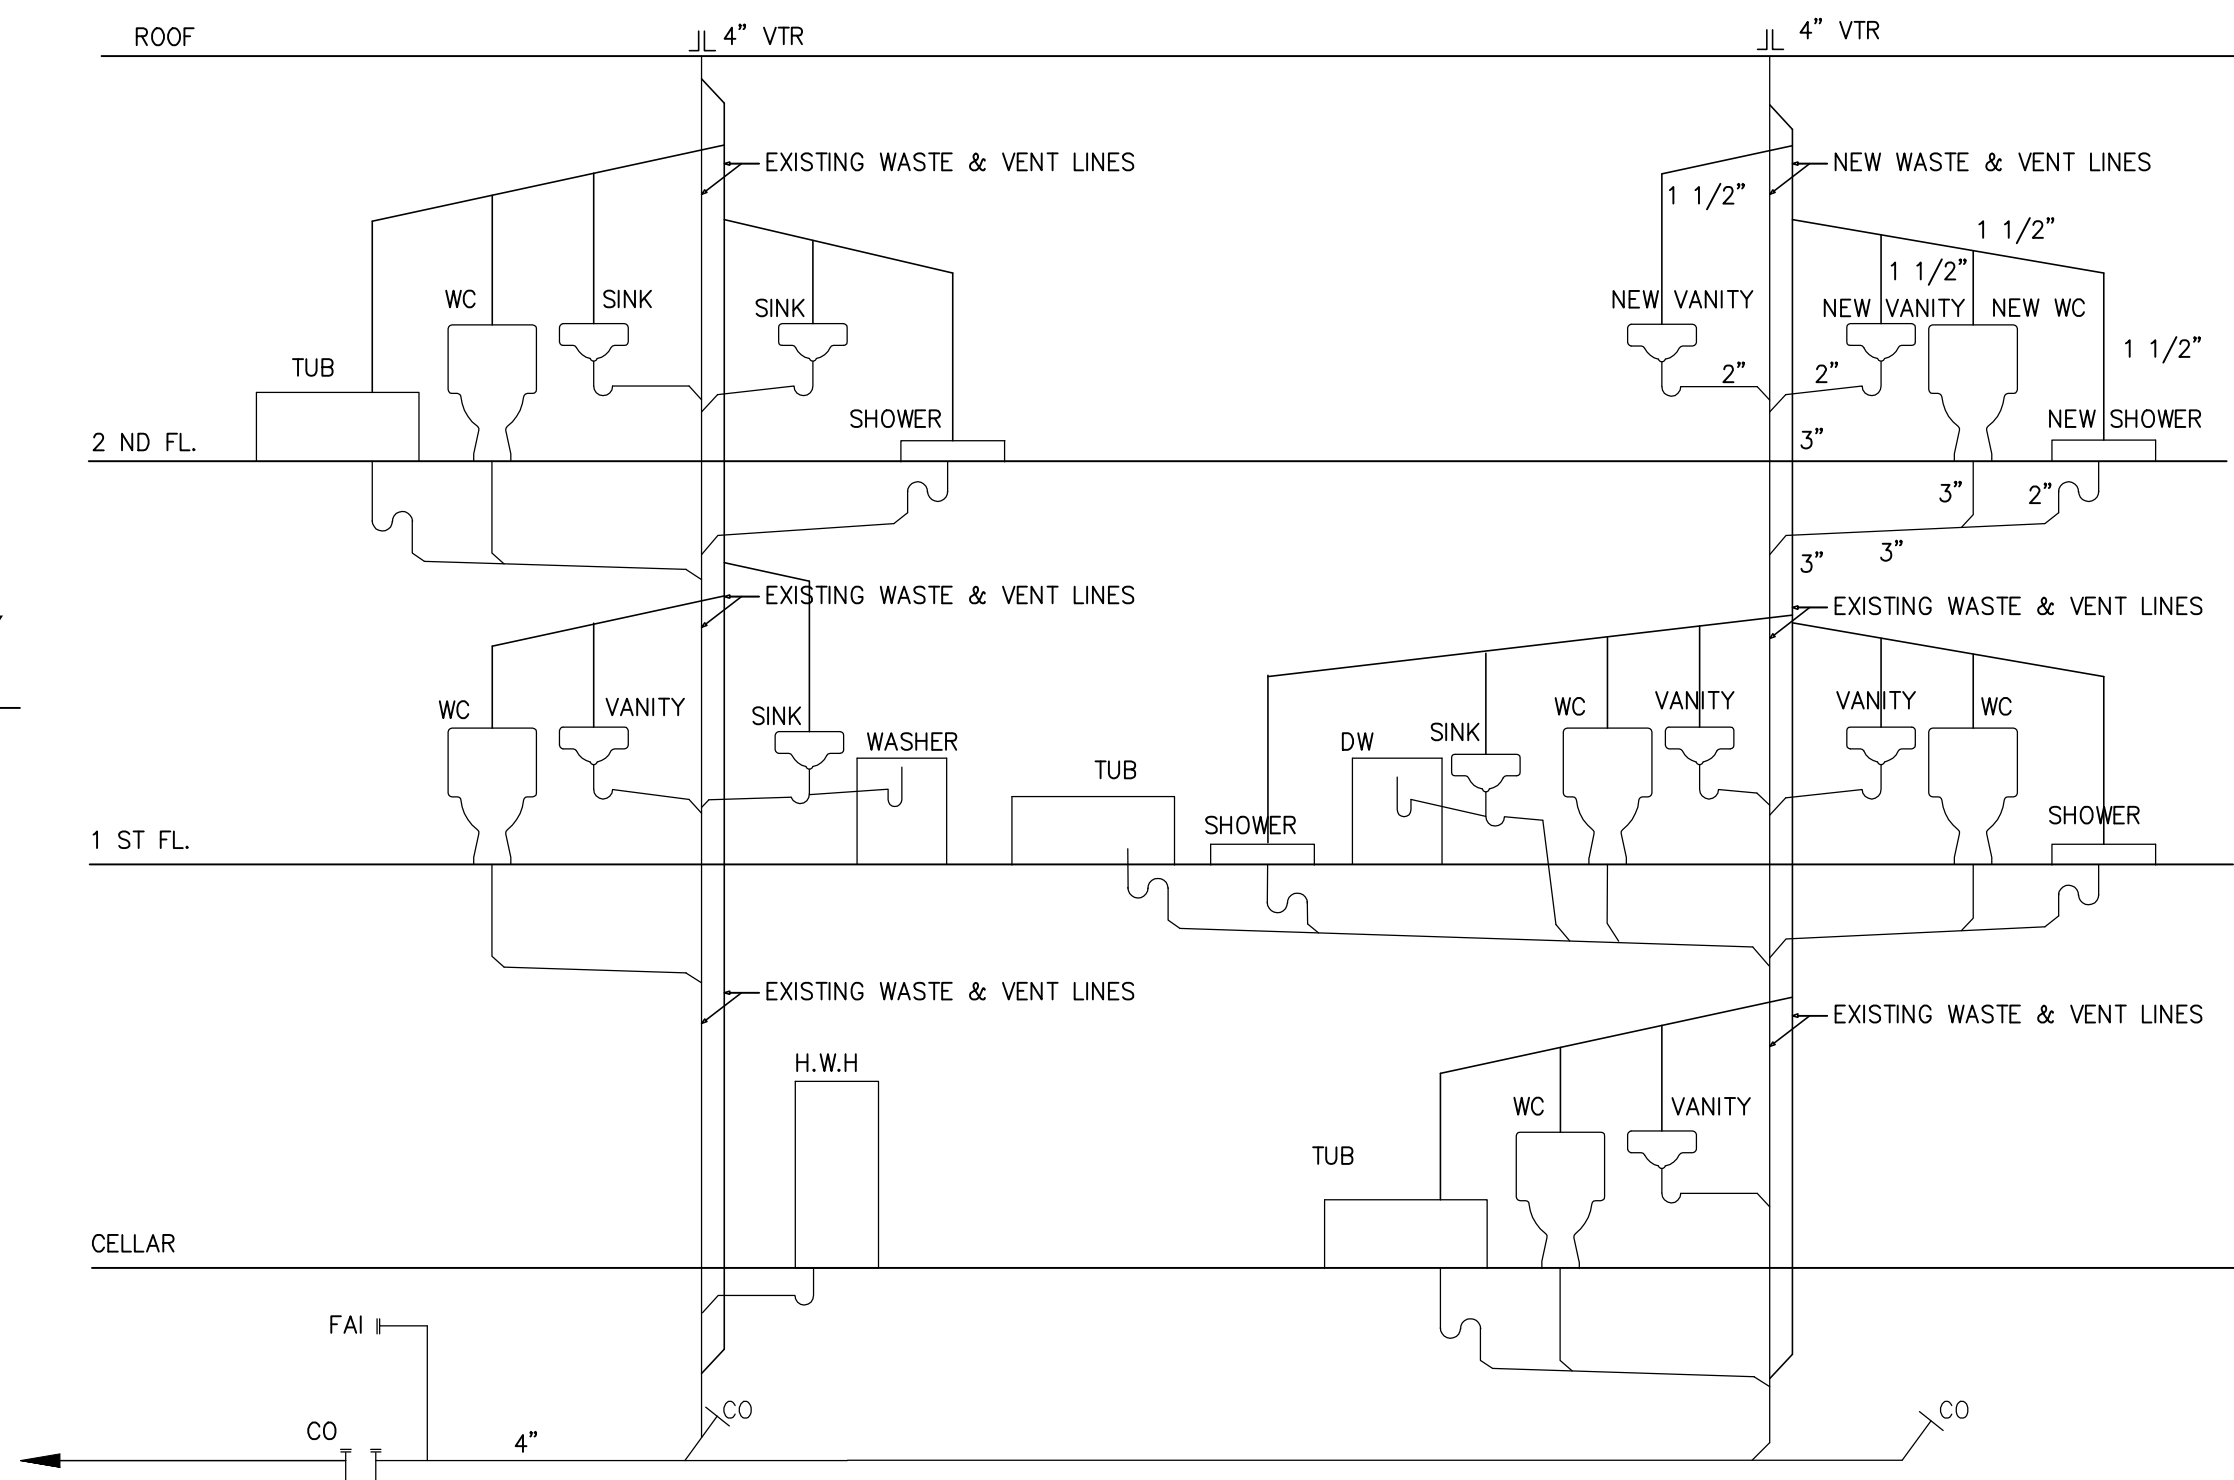 ROOF
4” VTR
4” VTR
EXISTING WASTE & VENT LINES
NEW WASTE & VENT LINES
1 1/2”
1 1/2”
1 1/2”
WC
SINK
SINK
NEW VANITY
NEW VANITY
NEW WC
1 1/2”
TUB
2”
2”
SHOWER
NEW SHOWER
2 ND FL.
3”
3”
2”
3”
3”
EXISTING WASTE & VENT LINES
EXISTING WASTE & VENT LINES
WC
VANITY
SINK
WASHER
TUB
SHOWER
DW
SINK
WC
VANITY
VANITY
WC
SHOWER
1 ST FL.
EXISTING WASTE & VENT LINES
EXISTING WASTE & VENT LINES
H.W.H
TUB
WC
VANITY
CELLAR
FAI
CO
4”
CO
CO